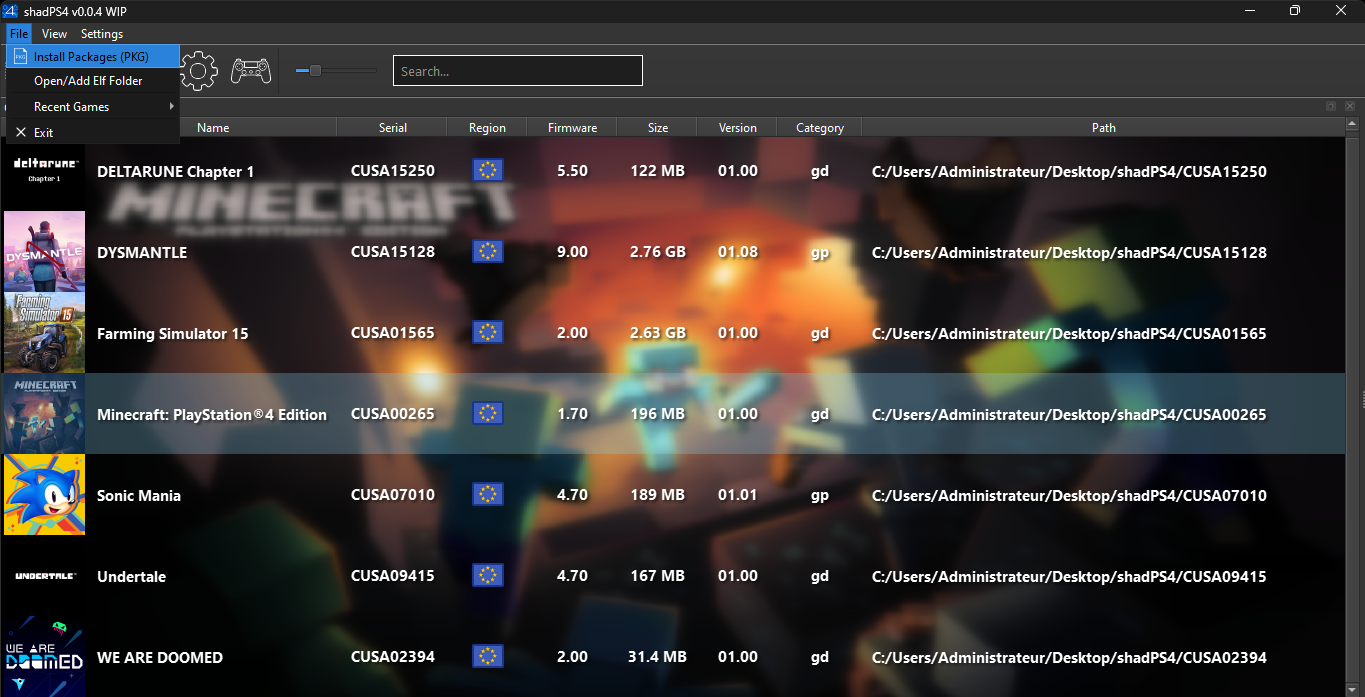 shadPS4 v0.0.4 WIP
File View Settings
Install Packages (PKG)
Open/Add Elf Folder
Recent Games
Exit
Search...
Name Serial Region Firmware Size Version Category Path
deltarune
Chapter 1
DELTARUNE Chapter 1 CUSA15250 5.50 122 MB 01.00 gd C:/Users/Administrateur/Desktop/shadPS4/CUSA15250
MINECRAFT
PLAYSTATION®4 EDITION
DYSMANTLE
DYSMANTLE CUSA15128 9.00 2.76 GB 01.08 gp C:/Users/Administrateur/Desktop/shadPS4/CUSA15128
Farming
Simulator 15
Farming Simulator 15 CUSA01565 2.00 2.63 GB 01.00 gd C:/Users/Administrateur/Desktop/shadPS4/CUSA01565
MINECRAFT
Minecraft: PlayStation®4 Edition CUSA00265 1.70 196 MB 01.00 gd C:/Users/Administrateur/Desktop/shadPS4/CUSA00265
Sonic Mania CUSA07010 4.70 189 MB 01.01 gp C:/Users/Administrateur/Desktop/shadPS4/CUSA07010
UNDERTALE
Undertale CUSA09415 4.70 167 MB 01.00 gd C:/Users/Administrateur/Desktop/shadPS4/CUSA09415
WE ARE
DOOMED
WE ARE DOOMED CUSA02394 2.00 31.4 MB 01.00 gd C:/Users/Administrateur/Desktop/shadPS4/CUSA02394